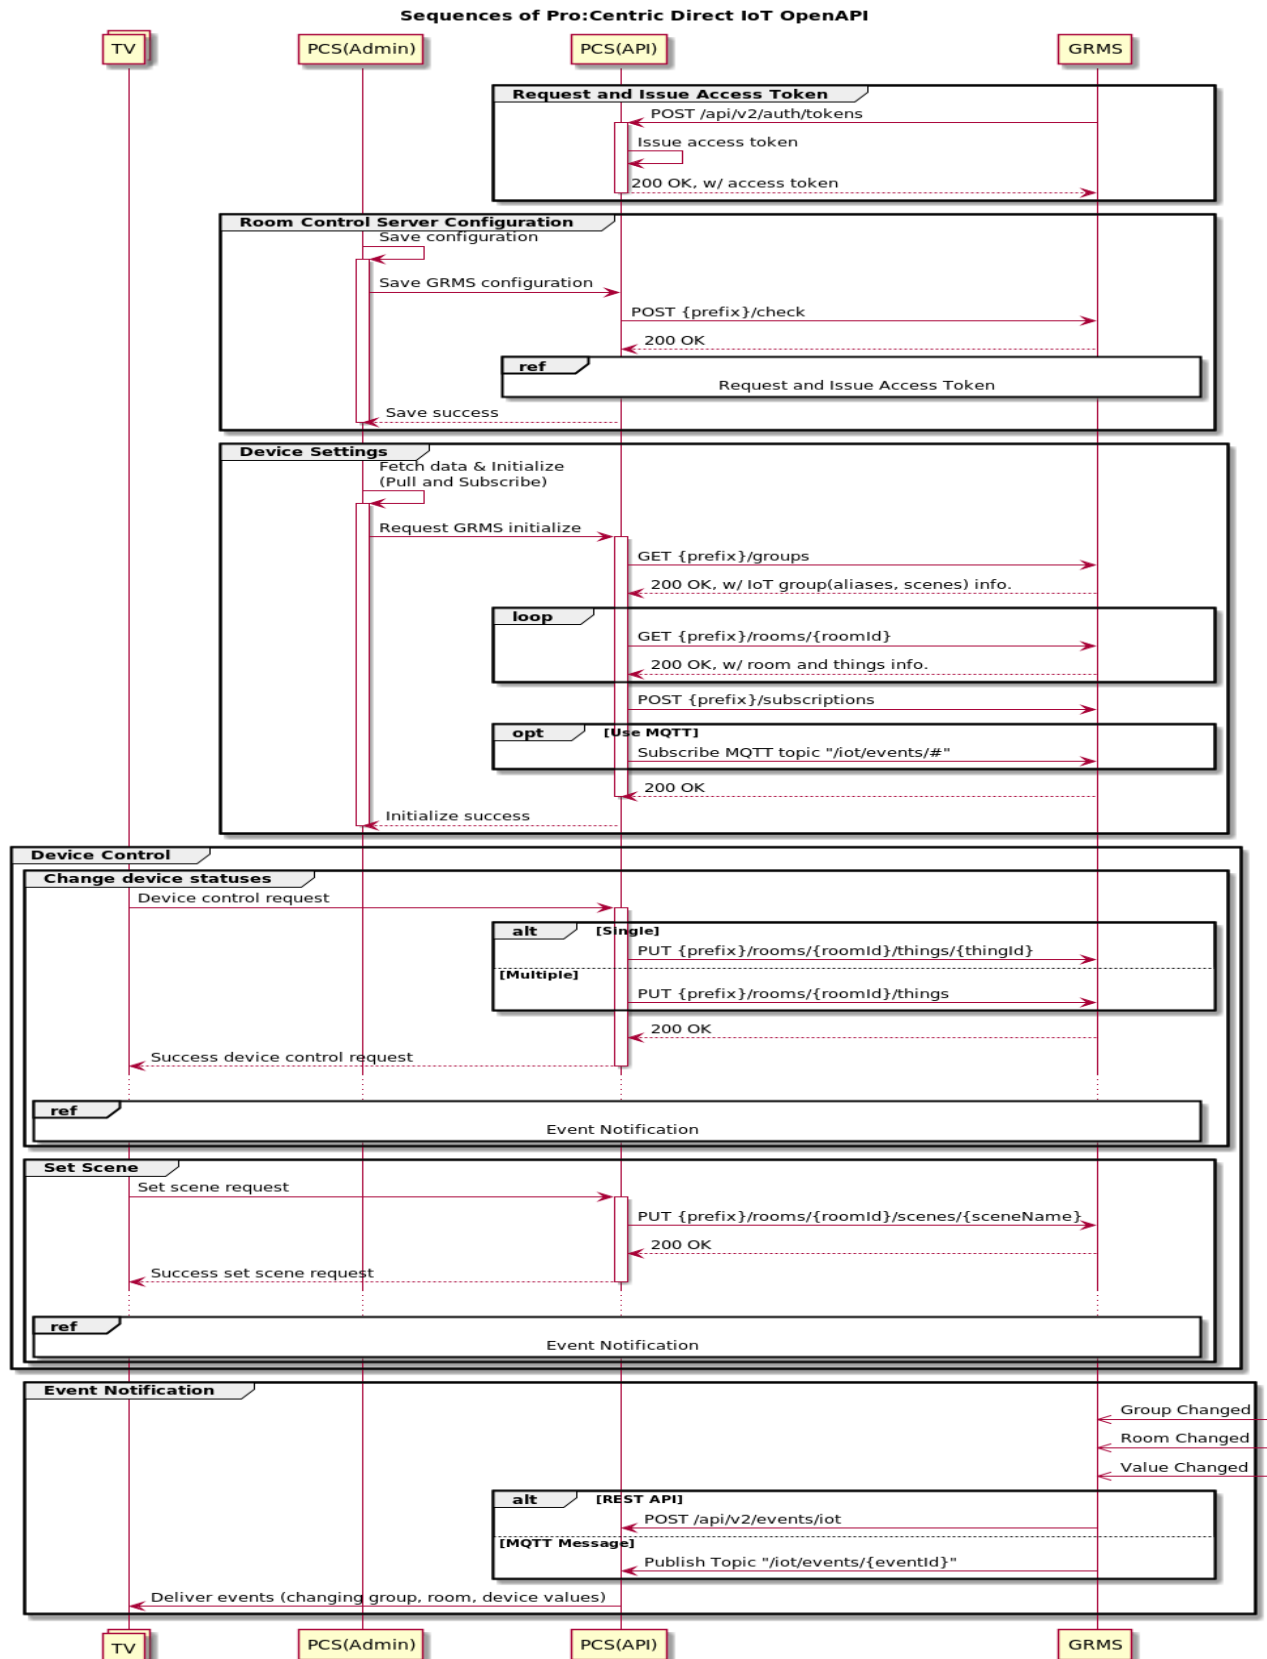 Sequences of Pro:Centric Direct IoT OpenAPI
TV
PCS(Admin)
PCS(API)
GRMS
Request and Issue Access Token
POST /api/v2/auth/tokens
Issue access token
200 OK, w/ access token
Room Control Server Configuration
Save configuration
Save GRMS configuration
POST {prefix}/check
200 OK
ref
Request and Issue Access Token
Save success
Device Settings
Fetch data & Initialize
(Pull and Subscribe)
Request GRMS initialize
GET {prefix}/groups
200 OK, w/ IoT group(aliases, scenes) info.
loop
GET {prefix}/rooms/{roomId}
200 OK, w/ room and things info.
POST {prefix}/subscriptions
opt [Use MQTT]
Subscribe MQTT topic "/iot/events/#"
200 OK
Initialize success
Device Control
Change device statuses
Device control request
alt [Single]
PUT {prefix}/rooms/{roomId}/things/{thingId}
[Multiple]
PUT {prefix}/rooms/{roomId}/things
200 OK
Success device control request
ref
Event Notification
Set Scene
Set scene request
PUT {prefix}/rooms/{roomId}/scenes/{sceneName}
200 OK
Success set scene request
ref
Event Notification
Event Notification
Group Changed
Room Changed
Value Changed
alt [REST API]
POST /api/v2/events/iot
[MQTT Message]
Publish Topic "/iot/events/{eventId}"
Deliver events (changing group, room, device values)
TV
PCS(Admin)
PCS(API)
GRMS